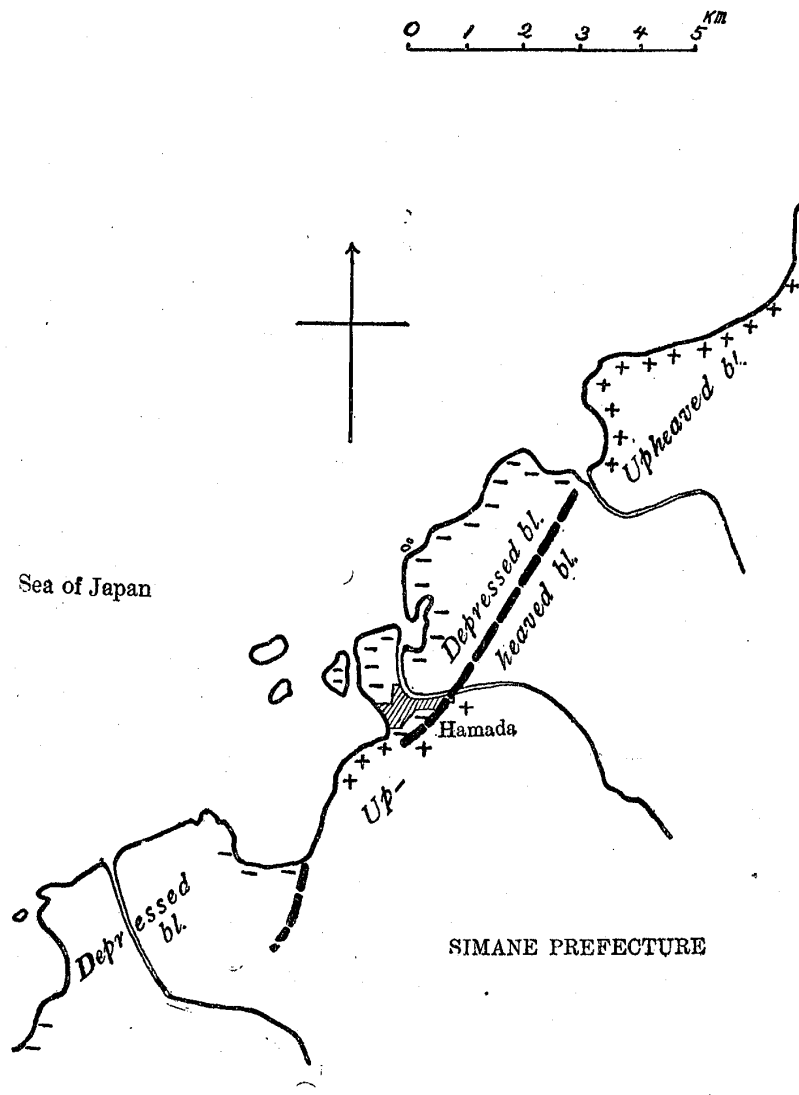 0 1 2 3 4 5 km
Upheaved bl.
Depressed bl.
heaved bl.
Sea of Japan
Hamada
Up-
Depressed
bl.
SIMANE PREFECTURE